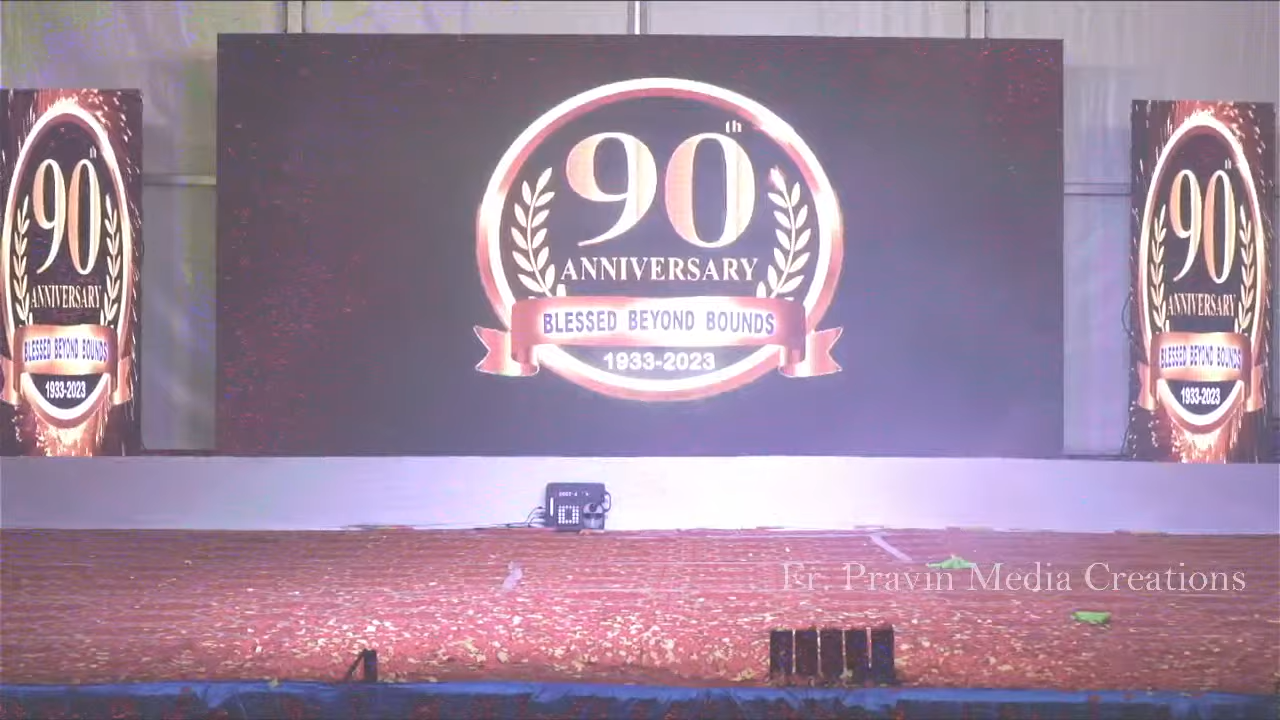 90th
ANNIVERSARY
BLESSED BEYOND BOUNDS
1933-2023
90th
ANNIVERSARY
BLESSED BEYOND BOUNDS
1933-2023
90th
ANNIVERSARY
BLESSED BEYOND BOUNDS
1933-2023
Fr. Pravin Media Creations